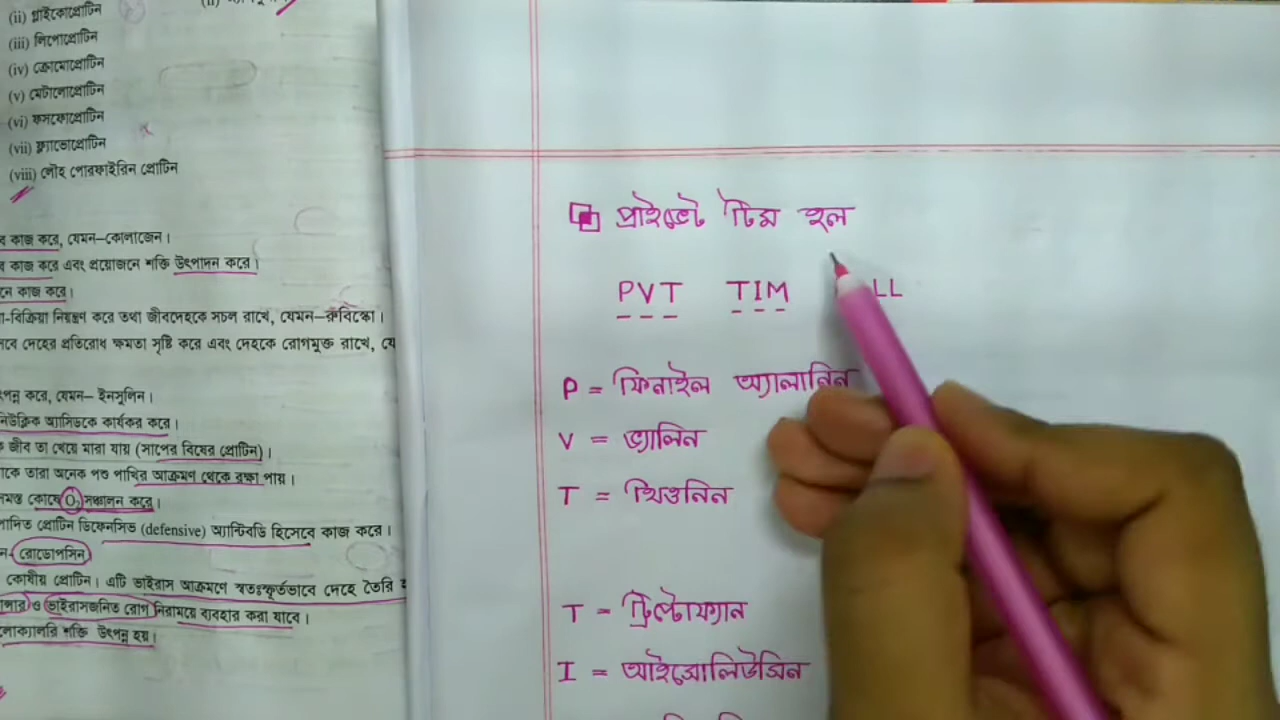 (ii) গ্লাইকোপ্রোটিন
(iii) লিপোপ্রোটিন
(iv) ক্রোমোপ্রোটিন
(v) মেটালোপ্রোটিন
(vi) ফসফোপ্রোটিন
(vii) ফ্ল্যাভোপ্রোটিন
(viii) লৌহ পোরফাইরিন প্রোটিন
কাজ করে, যেমন–কোলাজেন।
কাজ করে এবং প্রয়োজনে শক্তি উৎপাদন করে।
কাজ করে।
-বিক্রিয়া নিয়ন্ত্রণ করে তথা জীবদেহকে সচল রাখে, যেমন–রুবিস্কো।
দেহের প্রতিরোধ ক্ষমতা সৃষ্টি করে এবং দেহকে রোগমুক্ত রাখে,
করে, যেমন– ইনসুলিন।
নিউক্লিক অ্যাসিডকে কার্যকর করে।
জীব তা খেয়ে মারা যায় (সাপের বিষের প্রোটিন)।
থাকে তারা অনেক পশু পাখির আক্রমণ থেকে রক্ষা পায়।
সমস্ত কোষে O₂ সঞ্চালন করে।
প্রোটিন ডিফেনসিভ (defensive) অ্যান্টিবডি হিসেবে কাজ করে।
রোডোপসিন
কোষীয় প্রোটিন। এটি ভাইরাস আক্রমণে স্বতঃস্ফূর্তভাবে দেহে তৈরি
ও ভাইরাসজনিত রোগ নিরাময়ে ব্যবহার করা যাবে।
শক্তি উৎপন্ন হয়।
প্রাইভেট টিম হল
PVT TIM LL
P = ফিনাইল অ্যালানিন
V = ভ্যালিন
T = থ্রিওনিন
T = ট্রিপ্টোফ্যান
I = আইসোলিউসিন